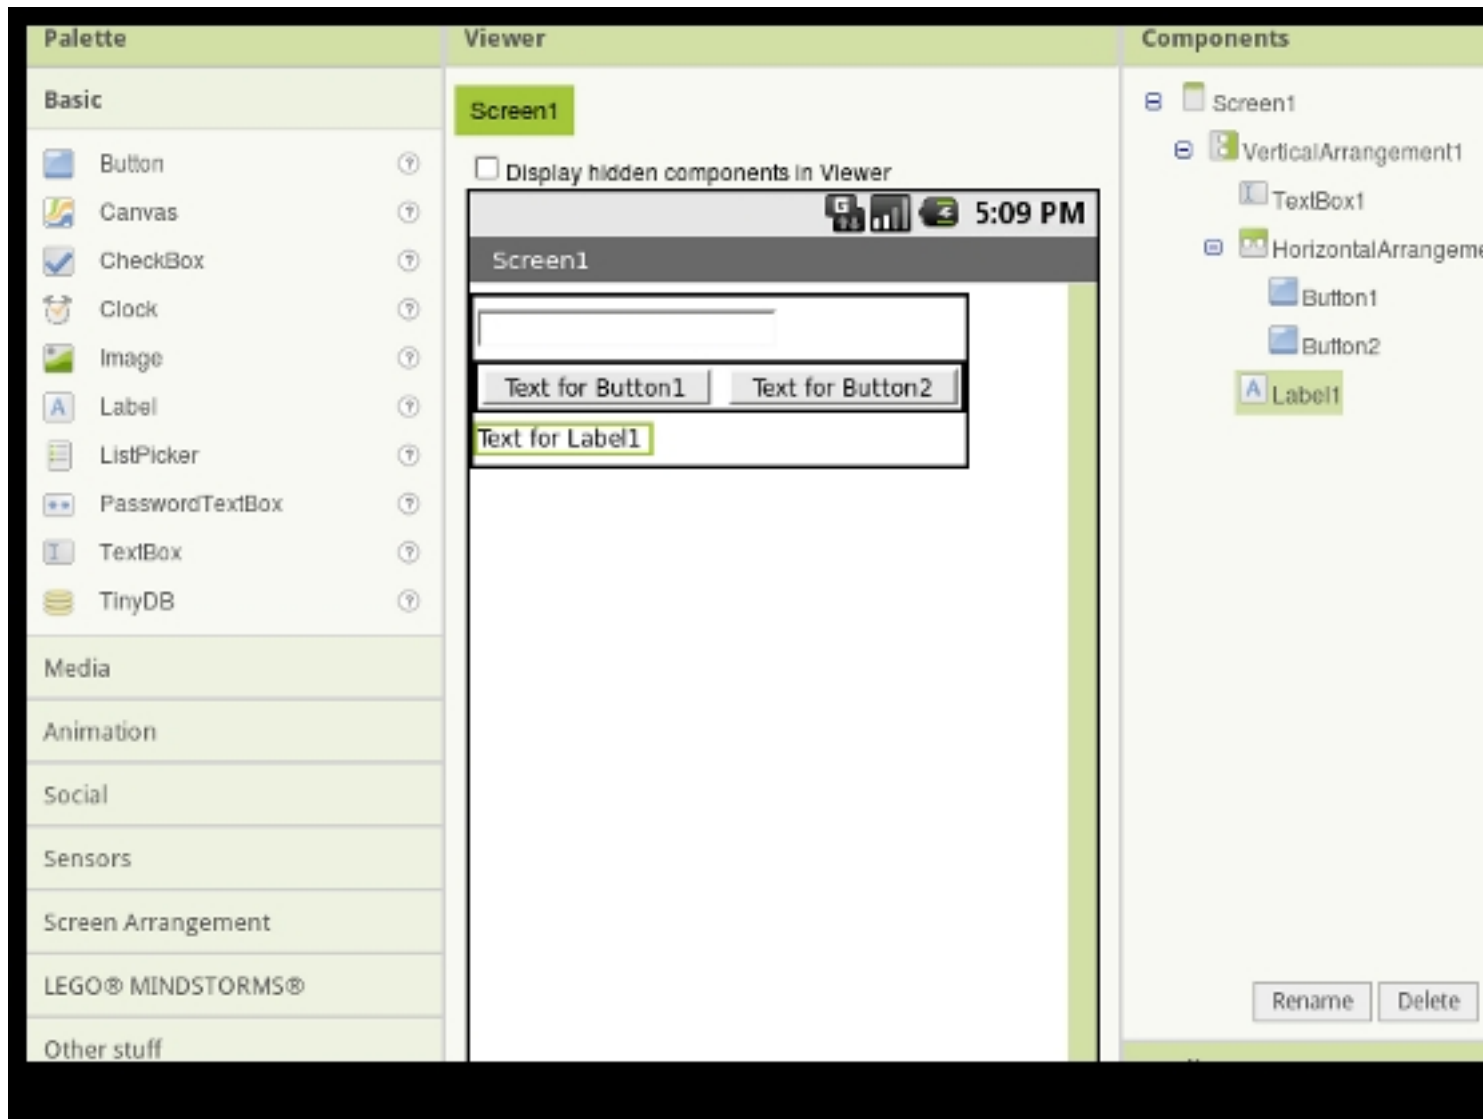 Palette
Basic
Button
Canvas
CheckBox
Clock
Image
Label
ListPicker
PasswordTextBox
TextBox
TinyDB
Media
Animation
Social
Sensors
Screen Arrangement
LEGO® MINDSTORMS®
Other stuff
Viewer
Screen1
Display hidden components in Viewer
5:09 PM
Screen1
Text for Button1 Text for Button2
Text for Label1
Components
Screen1
VerticalArrangement1
TextBox1
HorizontalArrangeme
Button1
Button2
Label1
Rename Delete